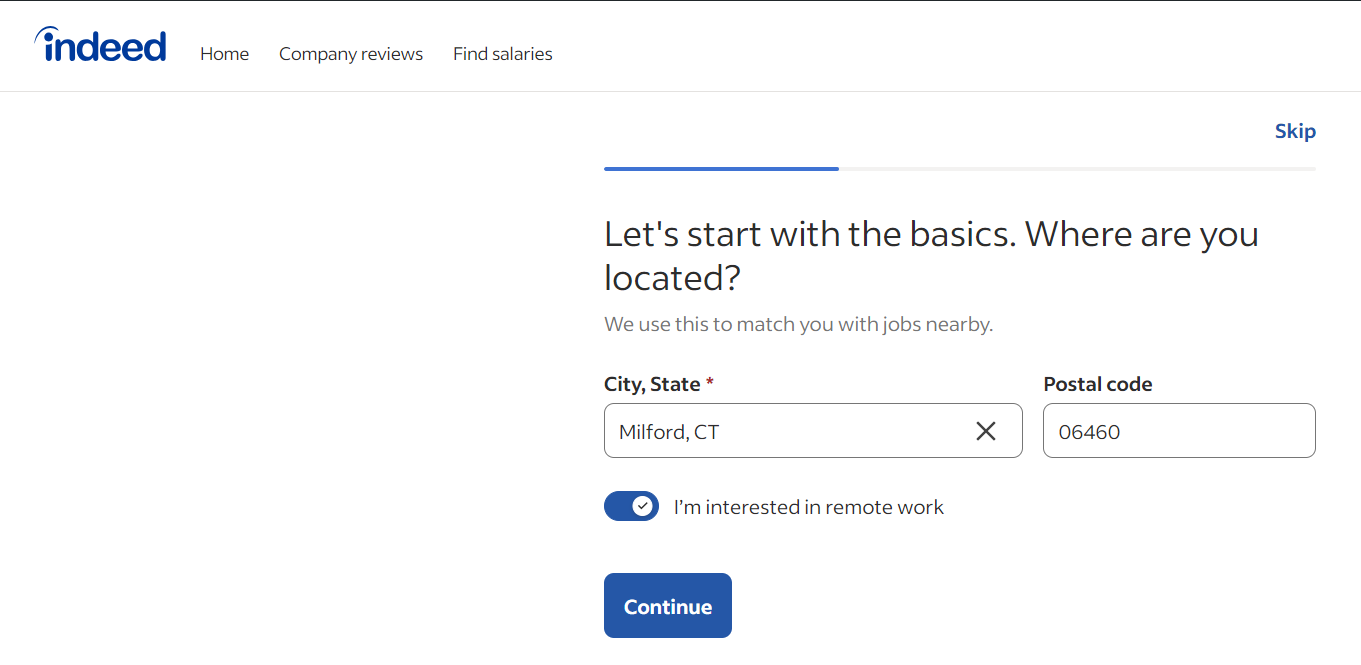 indeed Home Company reviews Find salaries
Skip
Let's start with the basics. Where are you
located?
We use this to match you with jobs nearby.
City, State * Postal code
Milford, CT 06460
I’m interested in remote work
Continue